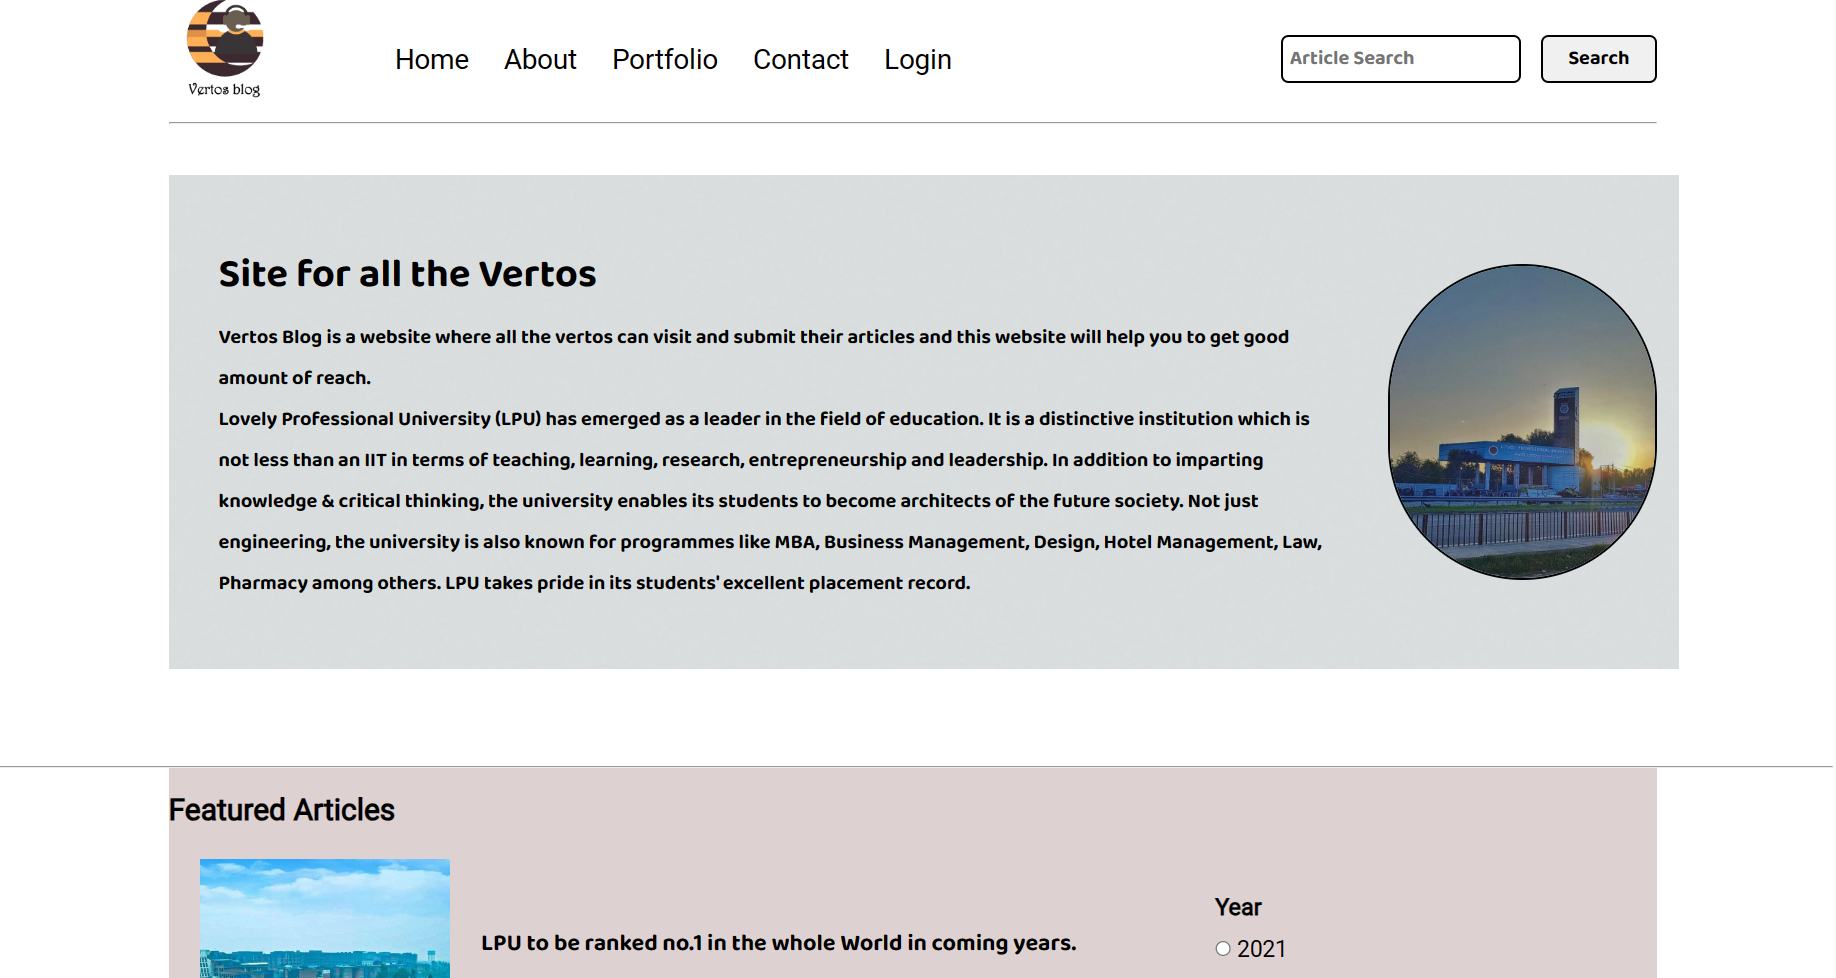 Vertos blog
Home About Portfolio Contact Login
Article Search
Search
Site for all the Vertos
Vertos Blog is a website where all the vertos can visit and submit their articles and this website will help you to get good
amount of reach.
Lovely Professional University (LPU) has emerged as a leader in the field of education. It is a distinctive institution which is
not less than an IIT in terms of teaching, learning, research, entrepreneurship and leadership. In addition to imparting
knowledge & critical thinking, the university enables its students to become architects of the future society. Not just
engineering, the university is also known for programmes like MBA, Business Management, Design, Hotel Management, Law,
Pharmacy among others. LPU takes pride in its students' excellent placement record.
Featured Articles
LPU to be ranked no.1 in the whole World in coming years.
Year
2021